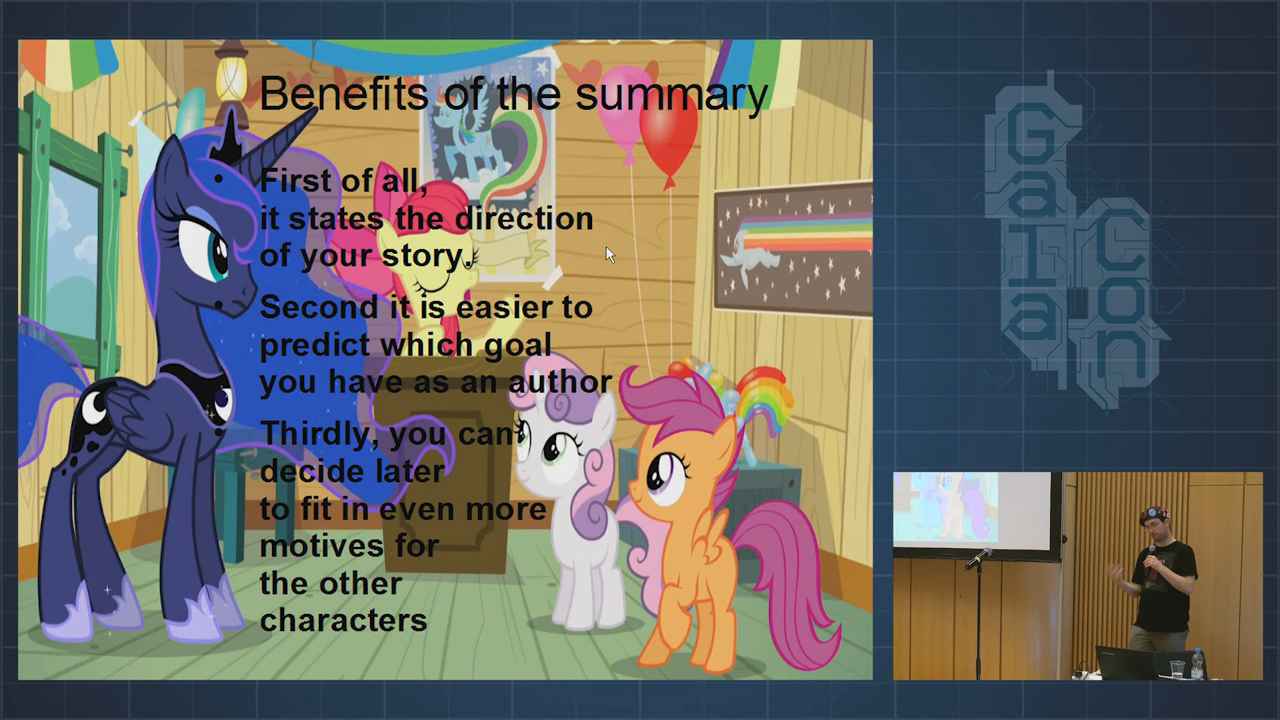 Benefits of the summary
First of all,
it states the direction
of your story.
Second it is easier to
predict which goal
you have as an author
Thirdly, you can
decide later
to fit in even more
motives for
the other
characters
GalaCon